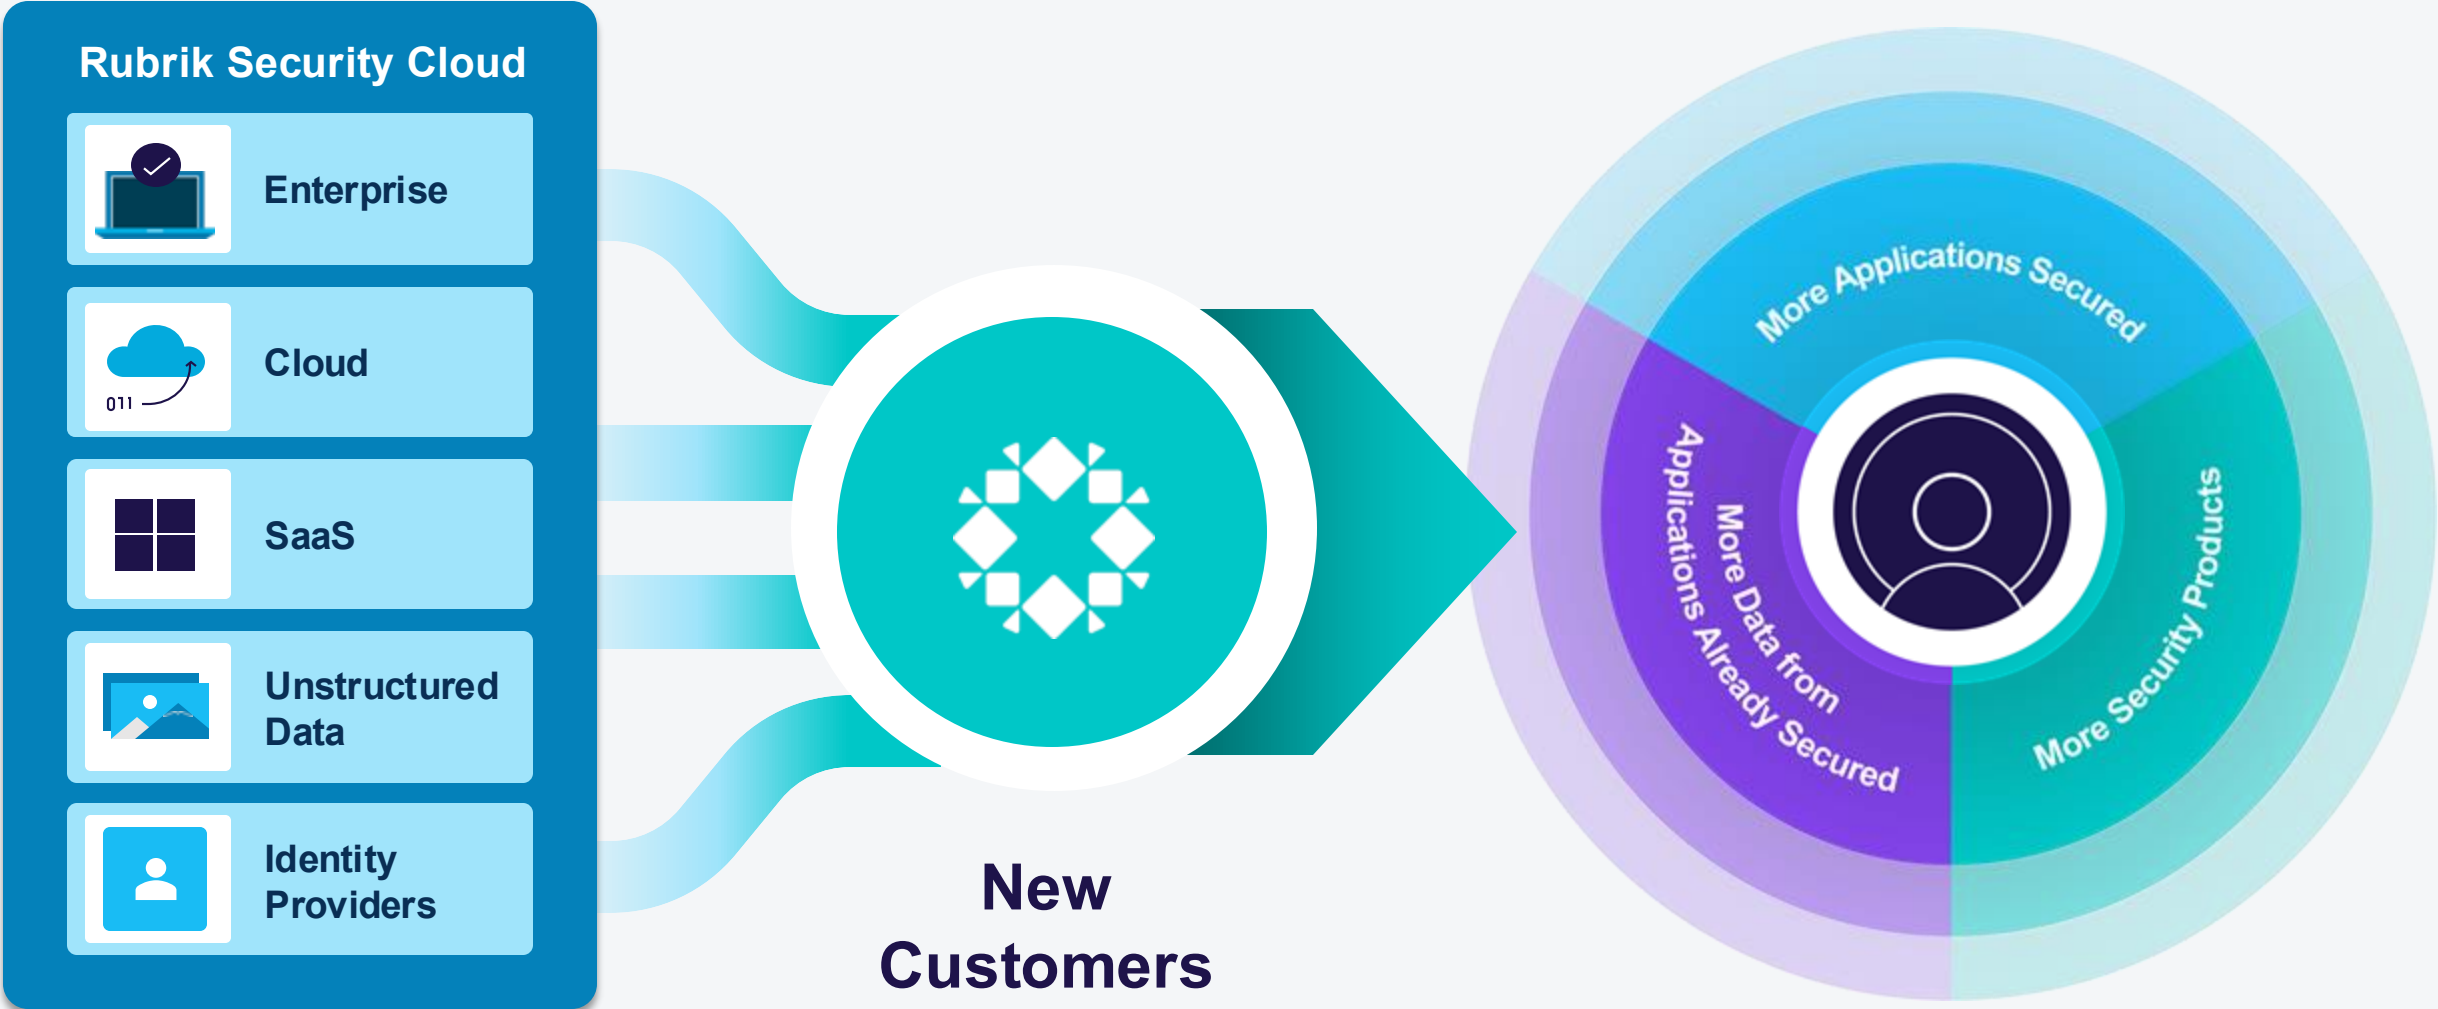 Rubrik Security Cloud
Enterprise
Cloud
011
SaaS
Unstructured
Data
Identity
Providers
New
Customers
More Applications Secured
More Data from
Applications Already Secured
More Security Products